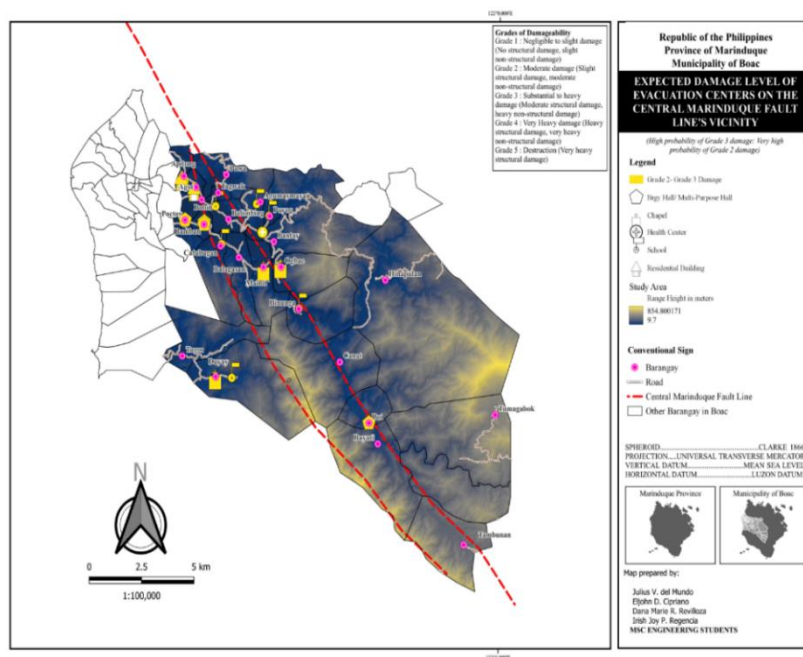 Grades of Damageability
Grade 1 : Negligible to slight damage
(No structural damage, slight
non-structural damage)
Grade 2 : Moderate damage (Slight
structural damage, moderate
non-structural damage)
Grade 3 : Substantial to heavy
damage (Moderate structural damage,
heavy non-structural damage)
Grade 4 : Very Heavy damage (Heavy
structural damage, very heavy
non-structural damage)
Grade 5 : Destruction (Very heavy
structural damage)
Republic of the Philippines
Province of Marinduque
Municipality of Boac
EXPECTED DAMAGE LEVEL OF
EVACUATION CENTERS ON THE
CENTRAL MARINDUQUE FAULT
LINE'S VICINITY
(High probability of Grade 3 damage: Very high
probability of Grade 2 damage)
Legend
Grade 2- Grade 3 Damage
Brgy Hall/ Multi-Purpose Hall
Chapel
Health Center
School
Residential Building
Study Area
Range Height in meters
854.800171
9.7
Conventional Sign
Barangay
Road
Central Marinduque Fault Line
Other Barangay in Boac
SPHEROID CLARKE 1866
PROJECTION UNIVERSAL TRANSVERSE MERCATOR
VERTICAL DATUM MEAN SEA LEVEL
HORIZONTAL DATUM LUZON DATUM
Marinduque Province
Municipality of Boac
Map prepared by:
Julius V. del Mundo
Eljohn D. Cipriano
Dana Marie R. Revilloza
Irish Joy P. Regencia
MSC ENGINEERING STUDENTS
Balimbing
Bantay
Balagasan
Binunga
Canat
Duyay
Bayuti
Tambunan
N
0 2.5 5 km
1:100,000